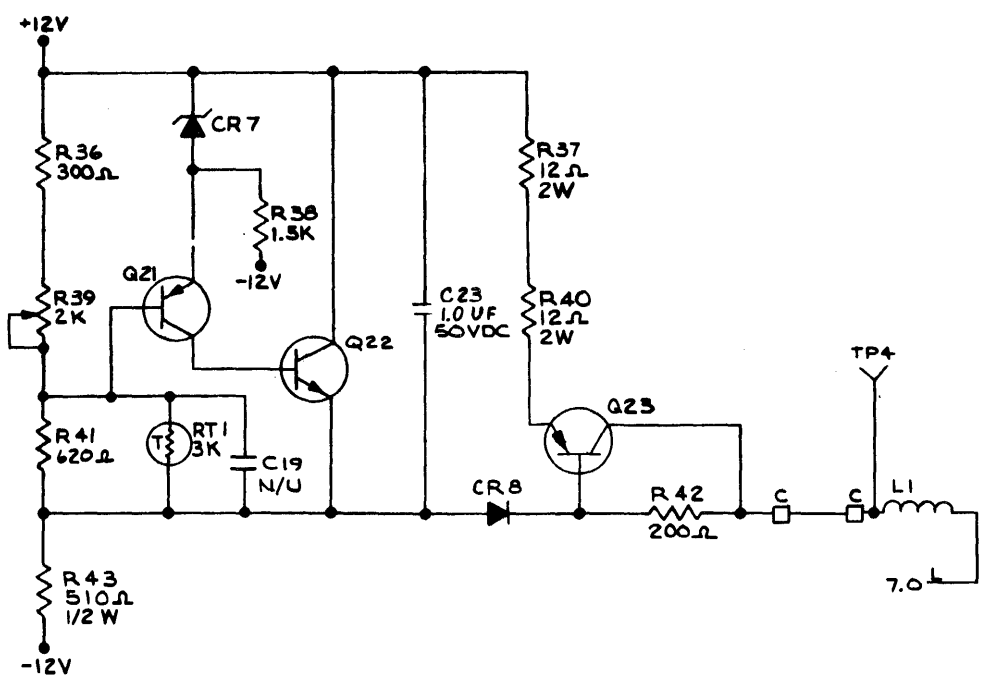 +12V
R36
300Ω
CR7
R38
1.5K
-12V
Q21
R39
2K
Q22
C23
1.0 UF
50VDC
R37
12Ω
2W
R40
12Ω
2W
TP4
Q23
R41
620Ω
T
RT1
3K
C19
N/U
CR8
R42
200Ω
C
C
L1
7.0 L
R43
510Ω
1/2 W
-12V